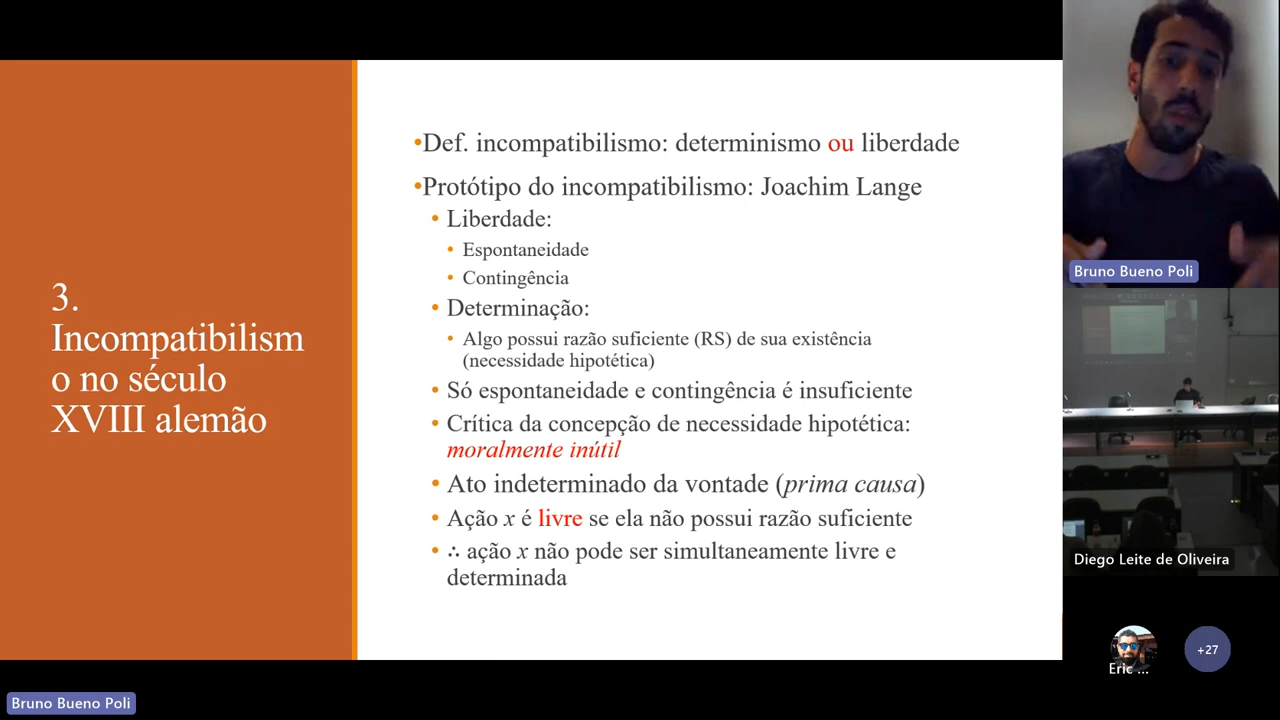 3.
Incompatibilism
o no século
XVIII alemão
•Def. incompatibilismo: determinismo ou liberdade
•Protótipo do incompatibilismo: Joachim Lange
• Liberdade:
• Espontaneidade
• Contingência
• Determinação:
• Algo possui razão suficiente (RS) de sua existência
(necessidade hipotética)
• Só espontaneidade e contingência é insuficiente
• Crítica da concepção de necessidade hipotética:
moralmente inútil
• Ato indeterminado da vontade (prima causa)
• Ação x é livre se ela não possui razão suficiente
• ∴ ação x não pode ser simultaneamente livre e
determinada
Bruno Bueno Poli
Diego Leite de Oliveira
Eric ...
+27
Bruno Bueno Poli